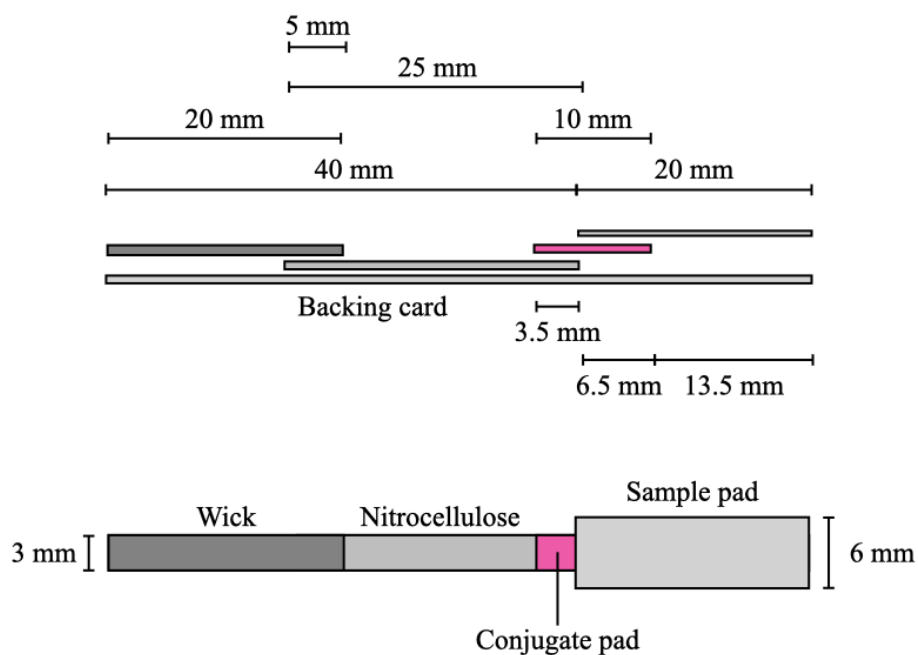 5 mm
25 mm
20 mm
10 mm
40 mm
20 mm
Backing card
3.5 mm
6.5 mm
13.5 mm
Sample pad
Wick
Nitrocellulose
3 mm
6 mm
Conjugate pad